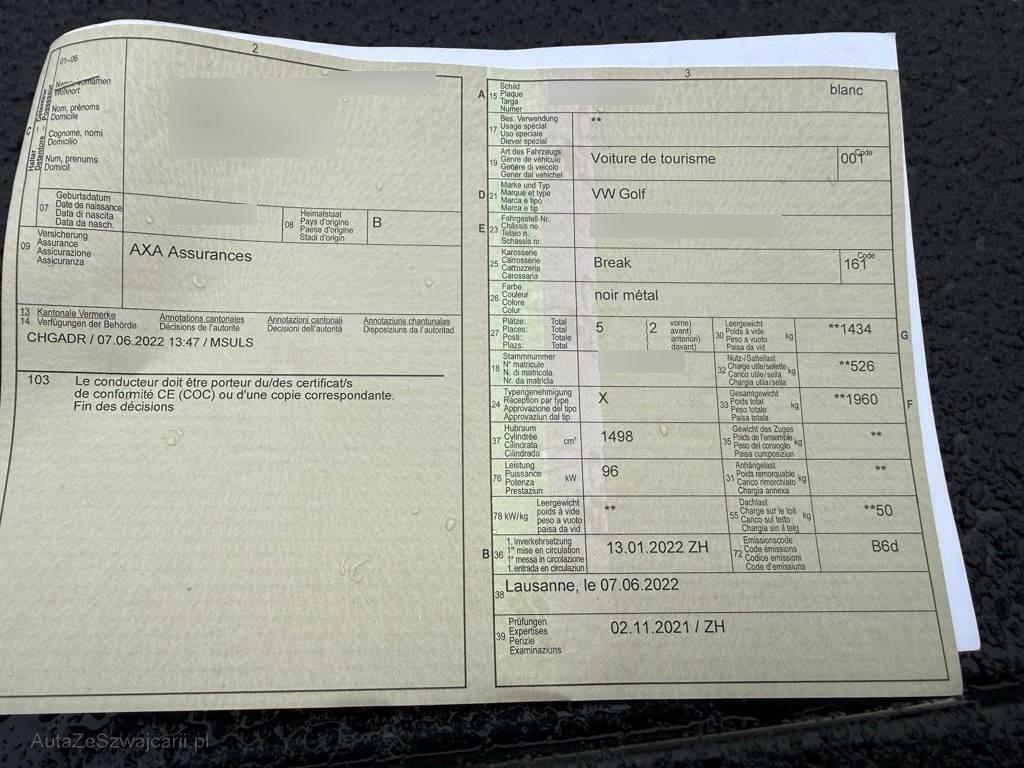 2
01-06
Name, Vornamen
Wohnort
Nom, prénoms
Domicile
Cognome, nomi
Domicilio
Num, prenums
Domicil
C
Halter
Détenteur
Detentore
Possessur
07
Geburtsdatum
Date de naissance
Data di nascita
Data da nasch.
08
Heimatstaat
Pays d'origine
Paese d'origine
Stadi d'origin
B
09
Versicherung
Assurance
Assicurazione
Assicuranza
AXA Assurances
13 Kantonale Vermerke Annotations cantonales Annotazioni cantonali Annotaziuns chantunalas
14 Verfügungen der Behörde Décisions de l'autorité Decisioni dell'autorità Disposiziuns da l'autoritad
CHGADR / 07.06.2022 13:47 / MSULS
103 Le conducteur doit être porteur du/des certificat/s
de conformité CE (COC) ou d'une copie correspondante.
Fin des décisions
3
A 15
Schild
Plaque
Targa
Numer
blanc
17
Bes. Verwendung
Usage spécial
Uso speciale
Diever spezial
**
19
Art des Fahrzeugs
Genre de véhicule
Genere di veicolo
Gener dal vehichel
Voiture de tourisme
Code
001
D 21
Marke und Typ
Marque et type
Marca e tipo
Marca e tip
VW Golf
E 23
Fahrgestell-Nr.
Châssis no
Telaio n.
Schassis nr.
25
Karosserie
Carrosserie
Carrozzeria
Carossaria
Break
Code
161
26
Farbe
Couleur
Colore
Colur
noir métal
27
Plätze: Total
Places: Total
Posti: Totale
Plazs: Total
5
(2
vorne)
avant)
anteriori)
davant)
30
Leergewicht
Poids à vide
Peso a vuoto
Paisa da vid
kg
**1434
G
18
Stammnummer
N° matricule
N. di matricola
Nr. da matricla
32
Nutz-/Sattellast
Charge utile/sellette
Carico utile/sella
Chargia utila/sella
kg
**526
24
Typengenehmigung
Réception par type
Approvazione del tipo
Approvaziun dal tip
X
33
Gesamtgewicht
Poids total
Peso totale
Paisa totala
kg
**1960
F
37
Hubraum
Cylindrée
Cilindrata
Cilindrada
cm³
1498
35
Gewicht des Zuges
Poids de l'ensemble
Peso del convoglio
Paisa cumposiziun
kg
**
76
Leistung
Puissance
Potenza
Prestaziun
kW
96
31
Anhängelast
Poids remorquable
Carico rimorchiato
Chargia annexa
kg
**
78 kW/kg
Leergewicht
poids à vide
peso a vuoto
paisa da vid
**
55
Dachlast
Charge sur le toit
Carico sul tetto
Chargia sin il tetg
kg
**50
B 36
1. Inverkehrsetzung
1re mise en circulation
1a messa in circolazione
1. entrada en circulaziun
13.01.2022 ZH
72
Emissionscode
Code émissions
Codice emissioni
Code d'emissiuns
B6d
38
Lausanne, le 07.06.2022
39
Prüfungen
Expertises
Perizie
Examinaziuns
02.11.2021 / ZH
AutaZeSzwajcarii.pl